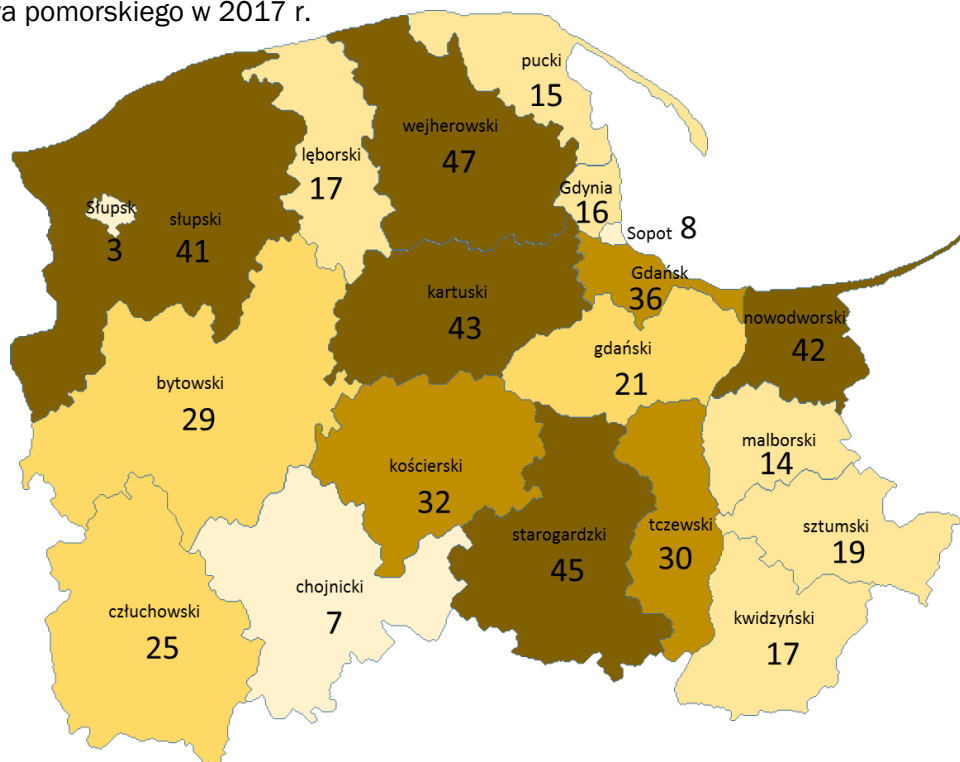 wa pomorskiego w 2017 r.
pucki
15
wejherowski
47
lęborski
17
Gdynia
16
Słupsk
3
słupski
41
Sopot 8
Gdańsk
36
kartuski
43
nowodworski
42
gdański
21
bytowski
29
malborski
14
kościerski
32
starogardzki
45
tczewski
30
sztumski
19
chojnicki
7
człuchowski
25
kwidzyński
17